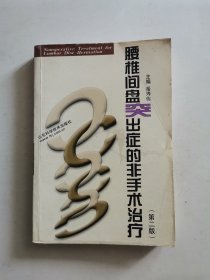 Nonoperative Treatment for
Lumbar Disc Herniation
腰椎间盘突出症的非手术治疗
(第二版)
主编